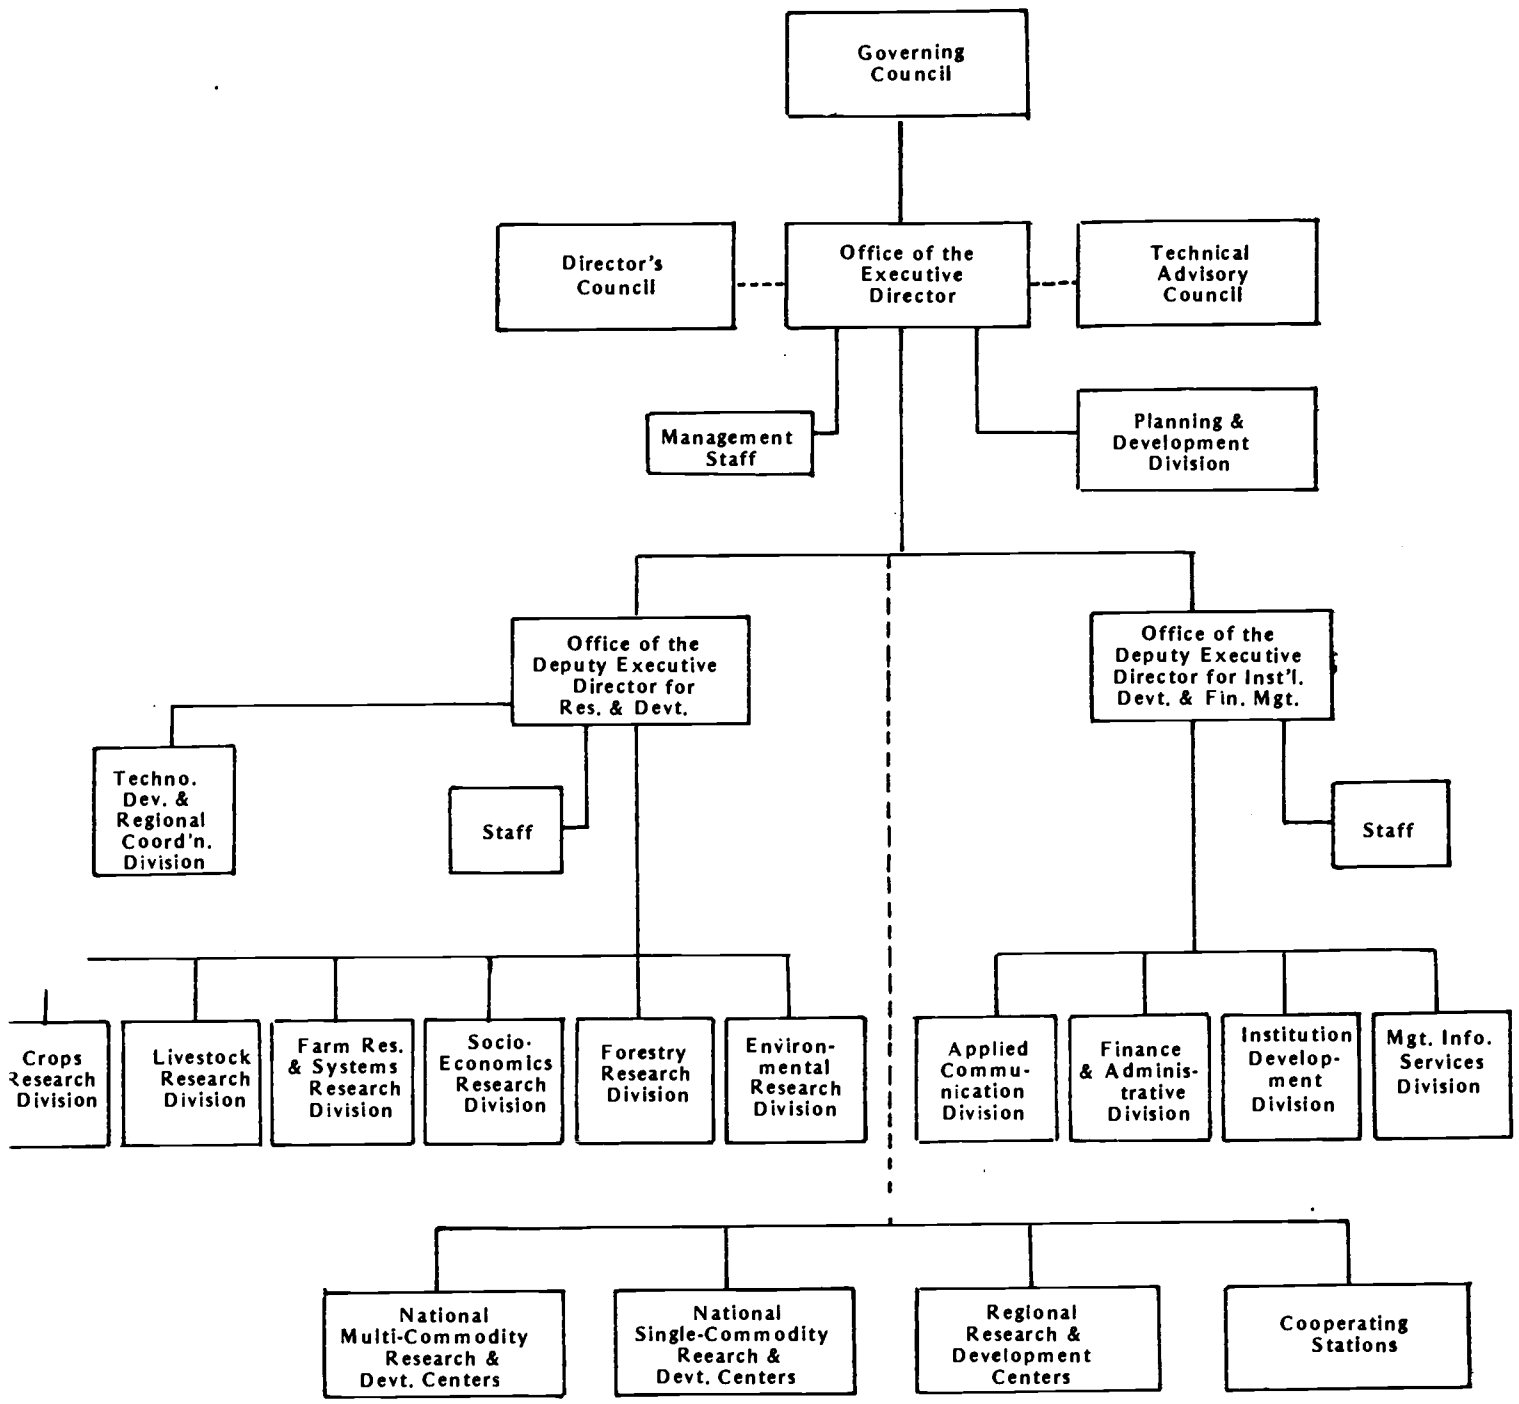 Governing
Council
Director's
Council
Office of the
Executive
Director
Technical
Advisory
Council
Management
Staff
Planning &
Development
Division
Office of the
Deputy Executive
Director for
Res. & Devt.
Office of the
Deputy Executive
Director for Inst'l.
Devt. & Fin. Mgt.
Techno.
Dev. &
Regional
Coord'n.
Division
Staff
Staff
Crops
Research
Division
Livestock
Research
Division
Farm Res.
& Systems
Research
Division
Socio-
Economics
Research
Division
Forestry
Research
Division
Environ-
mental
Research
Division
Applied
Commu-
nication
Division
Finance
& Adminis-
trative
Division
Institution
Develop-
ment
Division
Mgt. Info.
Services
Division
National
Multi-Commodity
Research &
Devt. Centers
National
Single-Commodity
Reearch &
Devt. Centers
Regional
Research &
Development
Centers
Cooperating
Stations